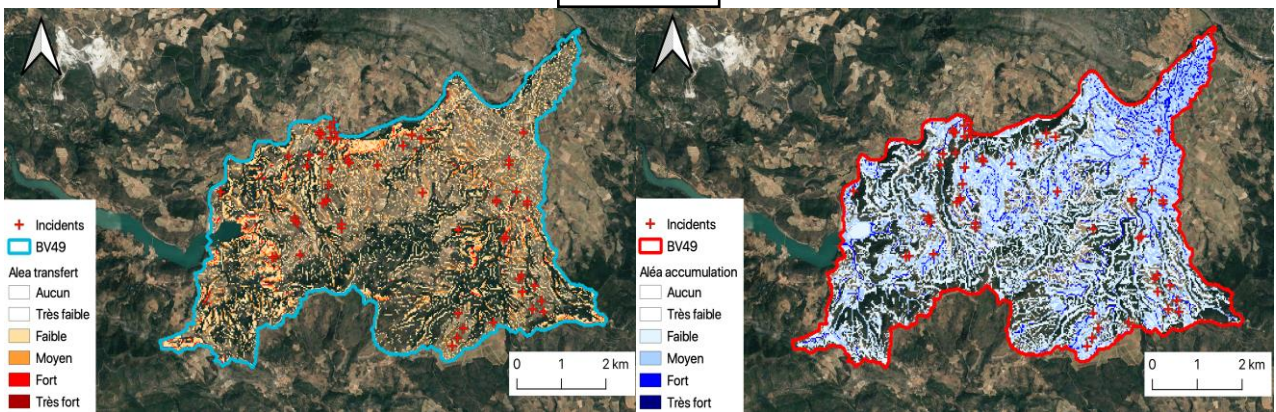 Incidents
BV49
Alea transfert
Aucun
Très faible
Faible
Moyen
Fort
Très fort
0 1 2 km
Incidents
BV49
Aléa accumulation
Aucun
Très faible
Faible
Moyen
Fort
Très fort
0 1 2 km